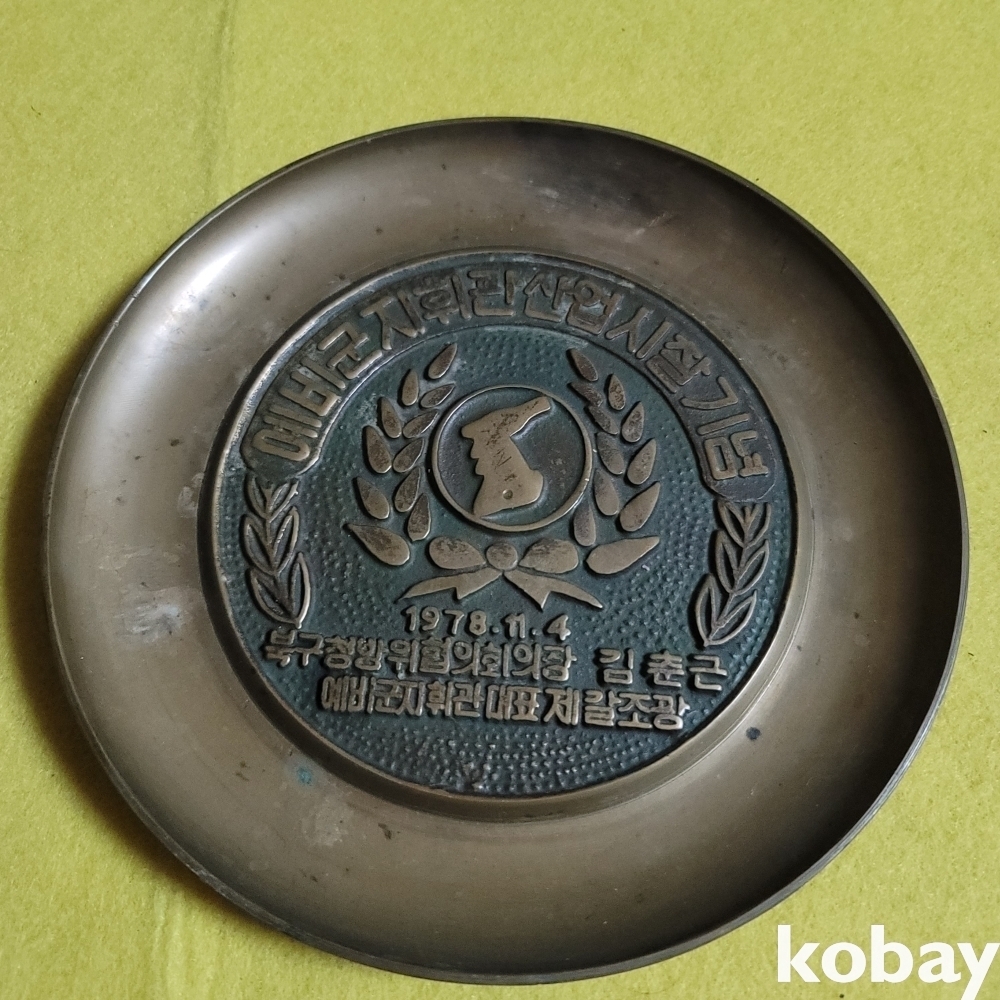 예비군지휘관산업시찰기념
1978.11.4
북구청방위협의회의장 김춘근
예비군지휘관대표 제갈조광
kobay